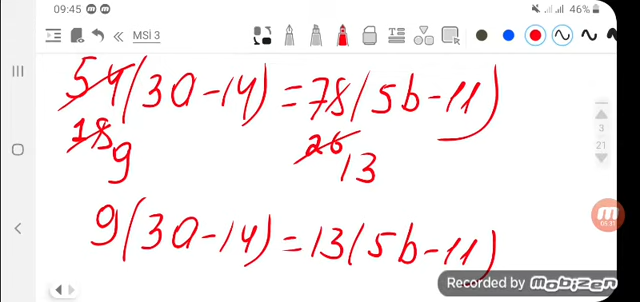 09:45 46%
MSİ 3
54(3a-14)=78(5b-11)
18 26
9 13
9(3a-14)=13(5b-11)
3
21
Recorded by mobizen